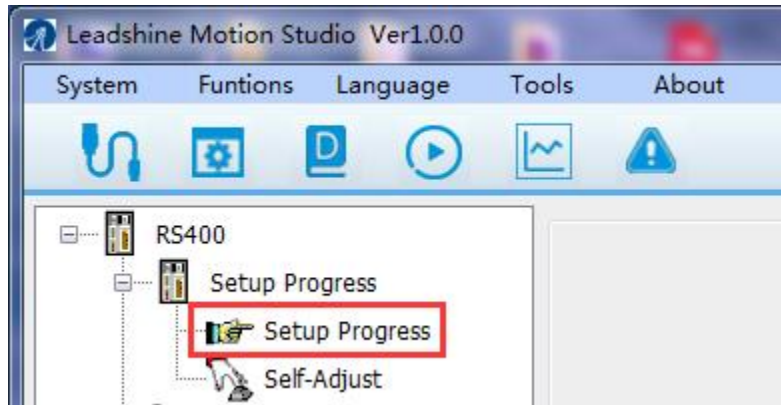 Leadshine Motion Studio Ver1.0.0
System Funtions Language Tools About
D
RS400
Setup Progress
Setup Progress
Self-Adjust